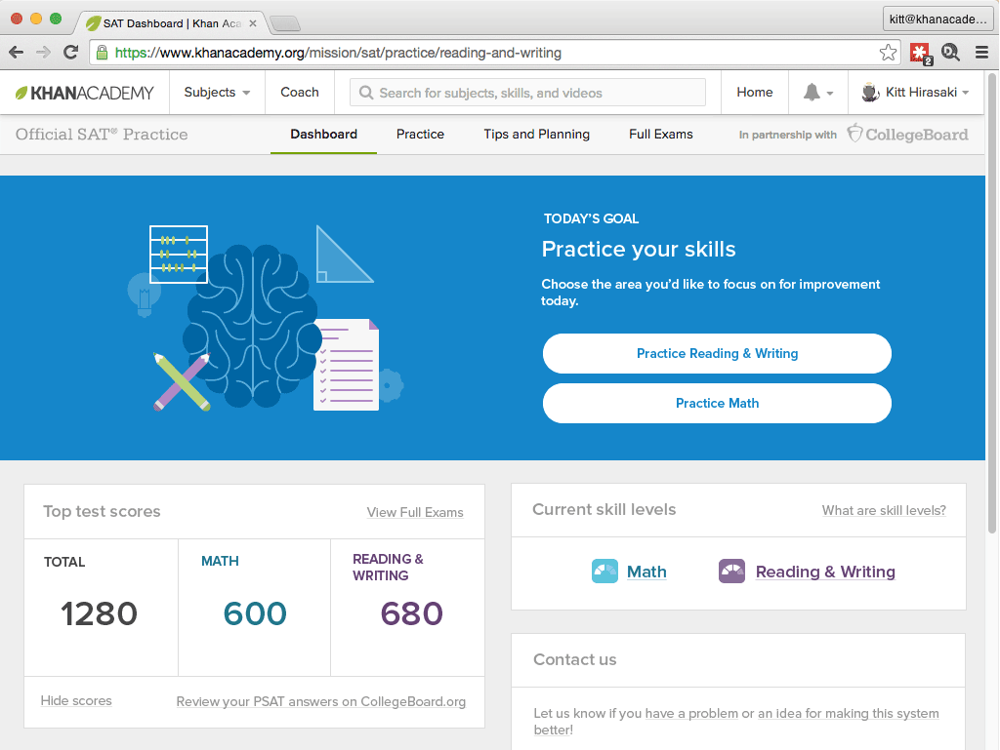 SAT Dashboard | Khan Aca
kitt@khanacade...
https://www.khanacademy.org/mission/sat/practice/reading-and-writing
2
KHANACADEMY
Subjects
Coach
Search for subjects, skills, and videos
Home
Kitt Hirasaki
Official SAT® Practice
Dashboard
Practice
Tips and Planning
Full Exams
In partnership with
CollegeBoard
TODAY'S GOAL
Practice your skills
Choose the area you'd like to focus on for improvement
today.
Practice Reading & Writing
Practice Math
Top test scores
View Full Exams
TOTAL
1280
MATH
600
READING &
WRITING
680
Hide scores
Review your PSAT answers on CollegeBoard.org
Current skill levels
What are skill levels?
Math
Reading & Writing
Contact us
Let us know if you have a problem or an idea for making this system
better!